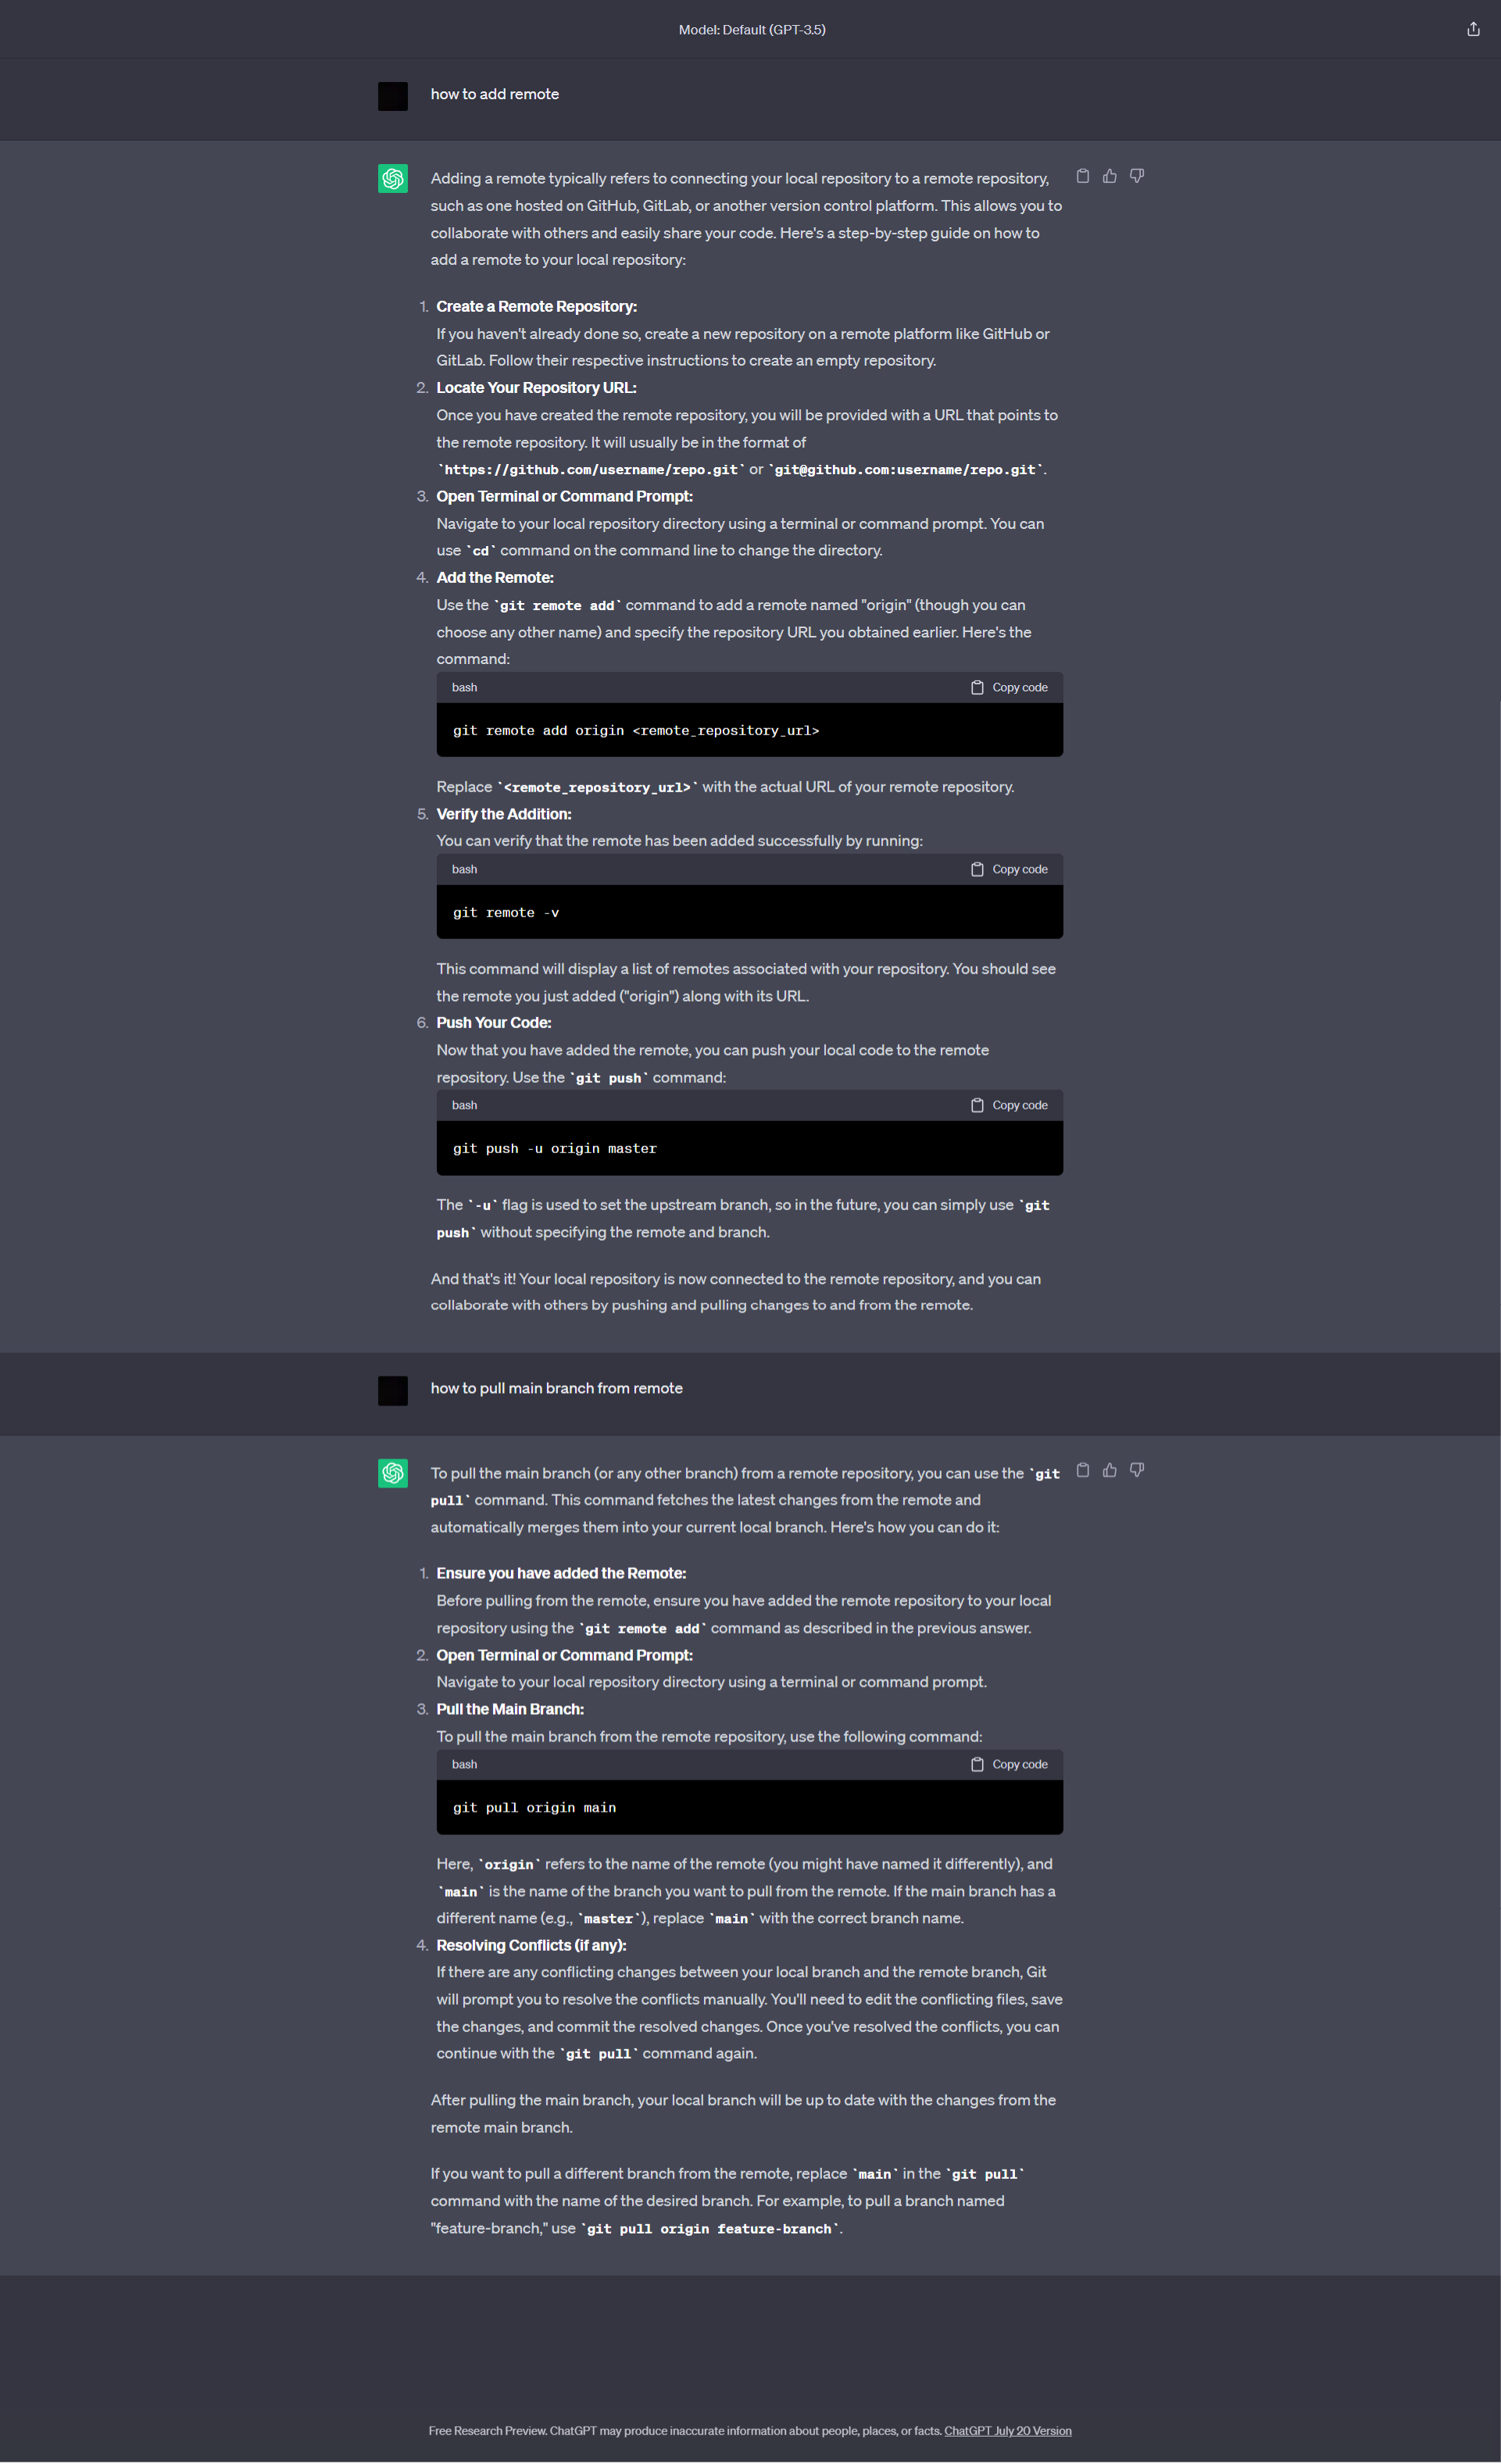 Model: Default (GPT-3.5)
how to add remote
Adding a remote typically refers to connecting your local repository to a remote repository,
such as one hosted on GitHub, GitLab, or another version control platform. This allows you to
collaborate with others and easily share your code. Here's a step-by-step guide on how to
add a remote to your local repository:
1. Create a Remote Repository:
If you haven't already done so, create a new repository on a remote platform like GitHub or
GitLab. Follow their respective instructions to create an empty repository.
2. Locate Your Repository URL:
Once you have created the remote repository, you will be provided with a URL that points to
the remote repository. It will usually be in the format of
`https://github.com/username/repo.git` or `git@github.com:username/repo.git`.
3. Open Terminal or Command Prompt:
Navigate to your local repository directory using a terminal or command prompt. You can
use `cd` command on the command line to change the directory.
4. Add the Remote:
Use the `git remote add` command to add a remote named "origin" (though you can
choose any other name) and specify the repository URL you obtained earlier. Here's the
command:
bash Copy code
git remote add origin <remote_repository_url>
Replace `<remote_repository_url>` with the actual URL of your remote repository.
5. Verify the Addition:
You can verify that the remote has been added successfully by running:
bash Copy code
git remote -v
This command will display a list of remotes associated with your repository. You should see
the remote you just added ("origin") along with its URL.
6. Push Your Code:
Now that you have added the remote, you can push your local code to the remote
repository. Use the `git push` command:
bash Copy code
git push -u origin master
The `-u` flag is used to set the upstream branch, so in the future, you can simply use `git
push` without specifying the remote and branch.
And that's it! Your local repository is now connected to the remote repository, and you can
collaborate with others by pushing and pulling changes to and from the remote.
how to pull main branch from remote
To pull the main branch (or any other branch) from a remote repository, you can use the `git
pull` command. This command fetches the latest changes from the remote and
automatically merges them into your current local branch. Here's how you can do it:
1. Ensure you have added the Remote:
Before pulling from the remote, ensure you have added the remote repository to your local
repository using the `git remote add` command as described in the previous answer.
2. Open Terminal or Command Prompt:
Navigate to your local repository directory using a terminal or command prompt.
3. Pull the Main Branch:
To pull the main branch from the remote repository, use the following command:
bash Copy code
git pull origin main
Here, `origin` refers to the name of the remote (you might have named it differently), and
`main` is the name of the branch you want to pull from the remote. If the main branch has a
different name (e.g., `master`), replace `main` with the correct branch name.
4. Resolving Conflicts (if any):
If there are any conflicting changes between your local branch and the remote branch, Git
will prompt you to resolve the conflicts manually. You'll need to edit the conflicting files, save
the changes, and commit the resolved changes. Once you've resolved the conflicts, you can
continue with the `git pull` command again.
After pulling the main branch, your local branch will be up to date with the changes from the
remote main branch.
If you want to pull a different branch from the remote, replace `main` in the `git pull`
command with the name of the desired branch. For example, to pull a branch named
"feature-branch," use `git pull origin feature-branch`.
Free Research Preview. ChatGPT may produce inaccurate information about people, places, or facts. ChatGPT July 20 Version